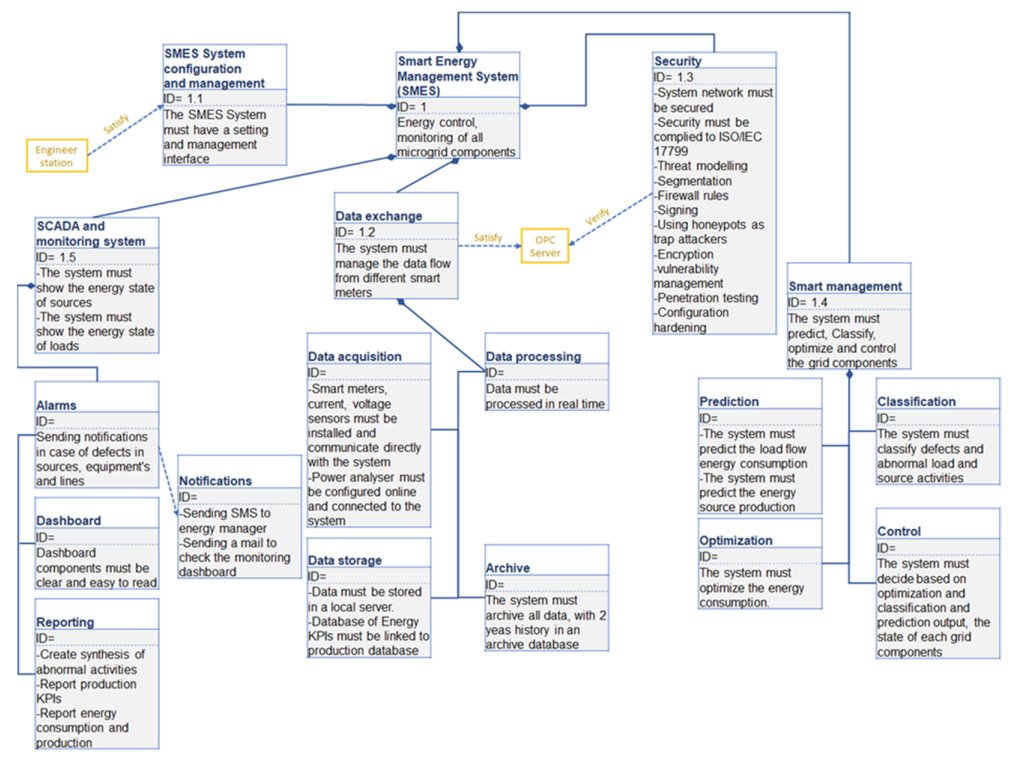 SMES System
configuration
and management
ID= 1.1
The SMES System
must have a setting
and management
interface
Satisfy
Engineer
station
Smart Energy
Management System
(SMES)
ID= 1
Energy control,
monitoring of all
microgrid components
Security
ID= 1.3
-System network must
be secured
-Security must be
complied to ISO/IEC
17799
-Threat modelling
-Segmentation
-Firewall rules
-Signing
-Using honeypots as
trap attackers
-Encryption
-vulnerability
management
-Penetration testing
-Configuration
hardening
Verify
SCADA and
monitoring system
ID= 1.5
-The system must
show the energy state
of sources
-The system must
show the energy state
of loads
Data exchange
ID= 1.2
The system must
manage the data flow
from different smart
meters
Satisfy
OPC
Server
Smart management
ID= 1.4
The system must
predict, Classify,
optimize and control
the grid components
Alarms
ID=
Sending notifications
in case of defects in
sources, equipment's
and lines
Notifications
ID=
-Sending SMS to
energy manager
-Sending a mail to
check the monitoring
dashboard
Dashboard
ID=
Dashboard
components must be
clear and easy to read
Reporting
ID=
-Create synthesis of
abnormal activities
-Report production
KPIs
-Report energy
consumption and
production
Data acquisition
ID=
-Smart meters,
current, voltage
sensors must be
installed and
communicate directly
with the system
-Power analyser must
be configured online
and connected to the
system
Data processing
ID=
Data must be
processed in real time
Data storage
ID=
-Data must be stored
in a local server.
-Database of Energy
KPIs must be linked to
production database
Archive
ID=
The system must
archive all data, with 2
yeas history in an
archive database
Prediction
ID=
-The system must
predict the load flow
energy consumption
-The system must
predict the energy
source production
Classification
ID=
The system must
classify defects and
abnormal load and
source activities
Optimization
ID=
The system must
optimize the energy
consumption.
Control
ID=
The system must
decide based on
optimization and
classification and
prediction output, the
state of each grid
components